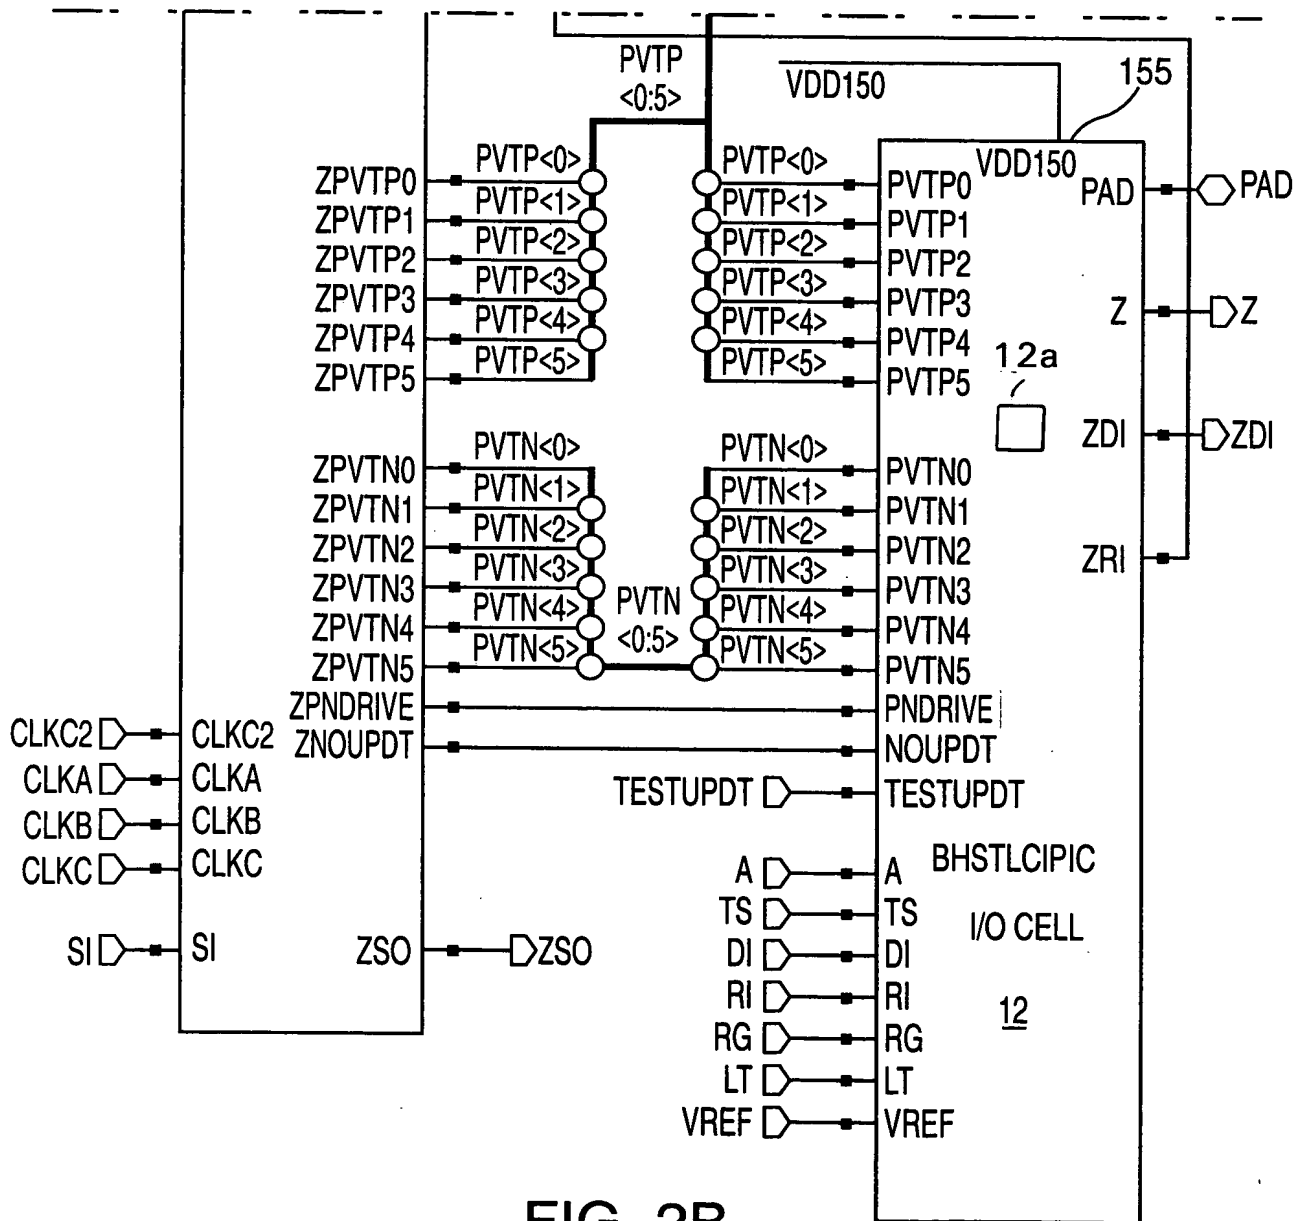 PVTP
<0:5>
VDD150
155
VDD150
ZPVTP0 PVTP<0> PVTP<0> PVTP0 PAD PAD
ZPVTP1 PVTP<1> PVTP<1> PVTP1
ZPVTP2 PVTP<2> PVTP<2> PVTP2
ZPVTP3 PVTP<3> PVTP<3> PVTP3 Z Z
ZPVTP4 PVTP<4> PVTP<4> PVTP4
ZPVTP5 PVTP<5> PVTP<5> PVTP5
12a
ZDI ZDI
ZPVTN0 PVTN<0> PVTN<0> PVTN0
ZPVTN1 PVTN<1> PVTN<1> PVTN1
ZPVTN2 PVTN<2> PVTN<2> PVTN2
ZRI
ZPVTN3 PVTN<3> PVTN<3> PVTN3
PVTN
<0:5>
ZPVTN4 PVTN<4> PVTN<4> PVTN4
ZPVTN5 PVTN<5> PVTN<5> PVTN5
ZPNDRIVE PNDRIVE
CLKC2 CLKC2 ZNOUPDT NOUPDT
CLKA CLKA
TESTUPDT TESTUPDT
CLKB CLKB
CLKC CLKC
A A
BHSTLCIPIC
I/O CELL
12
TS TS
SI SI ZSO ZSO
DI DI
RI RI
RG RG
LT LT
VREF VREF
FIG. 2B